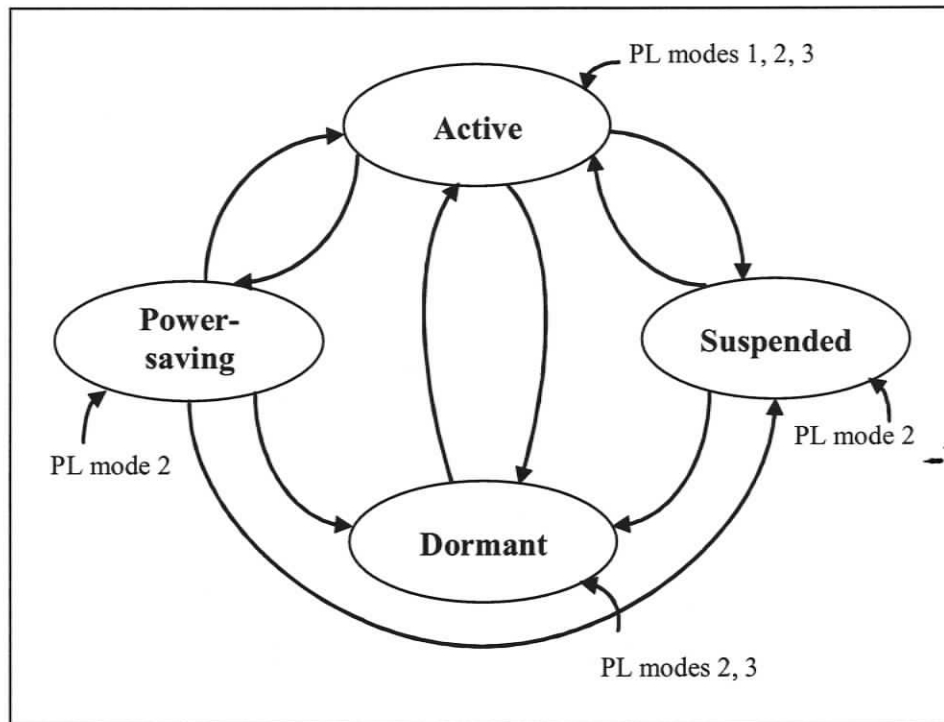 PL modes 1, 2, 3
Active
Power-
saving
Suspended
PL mode 2
PL mode 2
Dormant
PL modes 2, 3